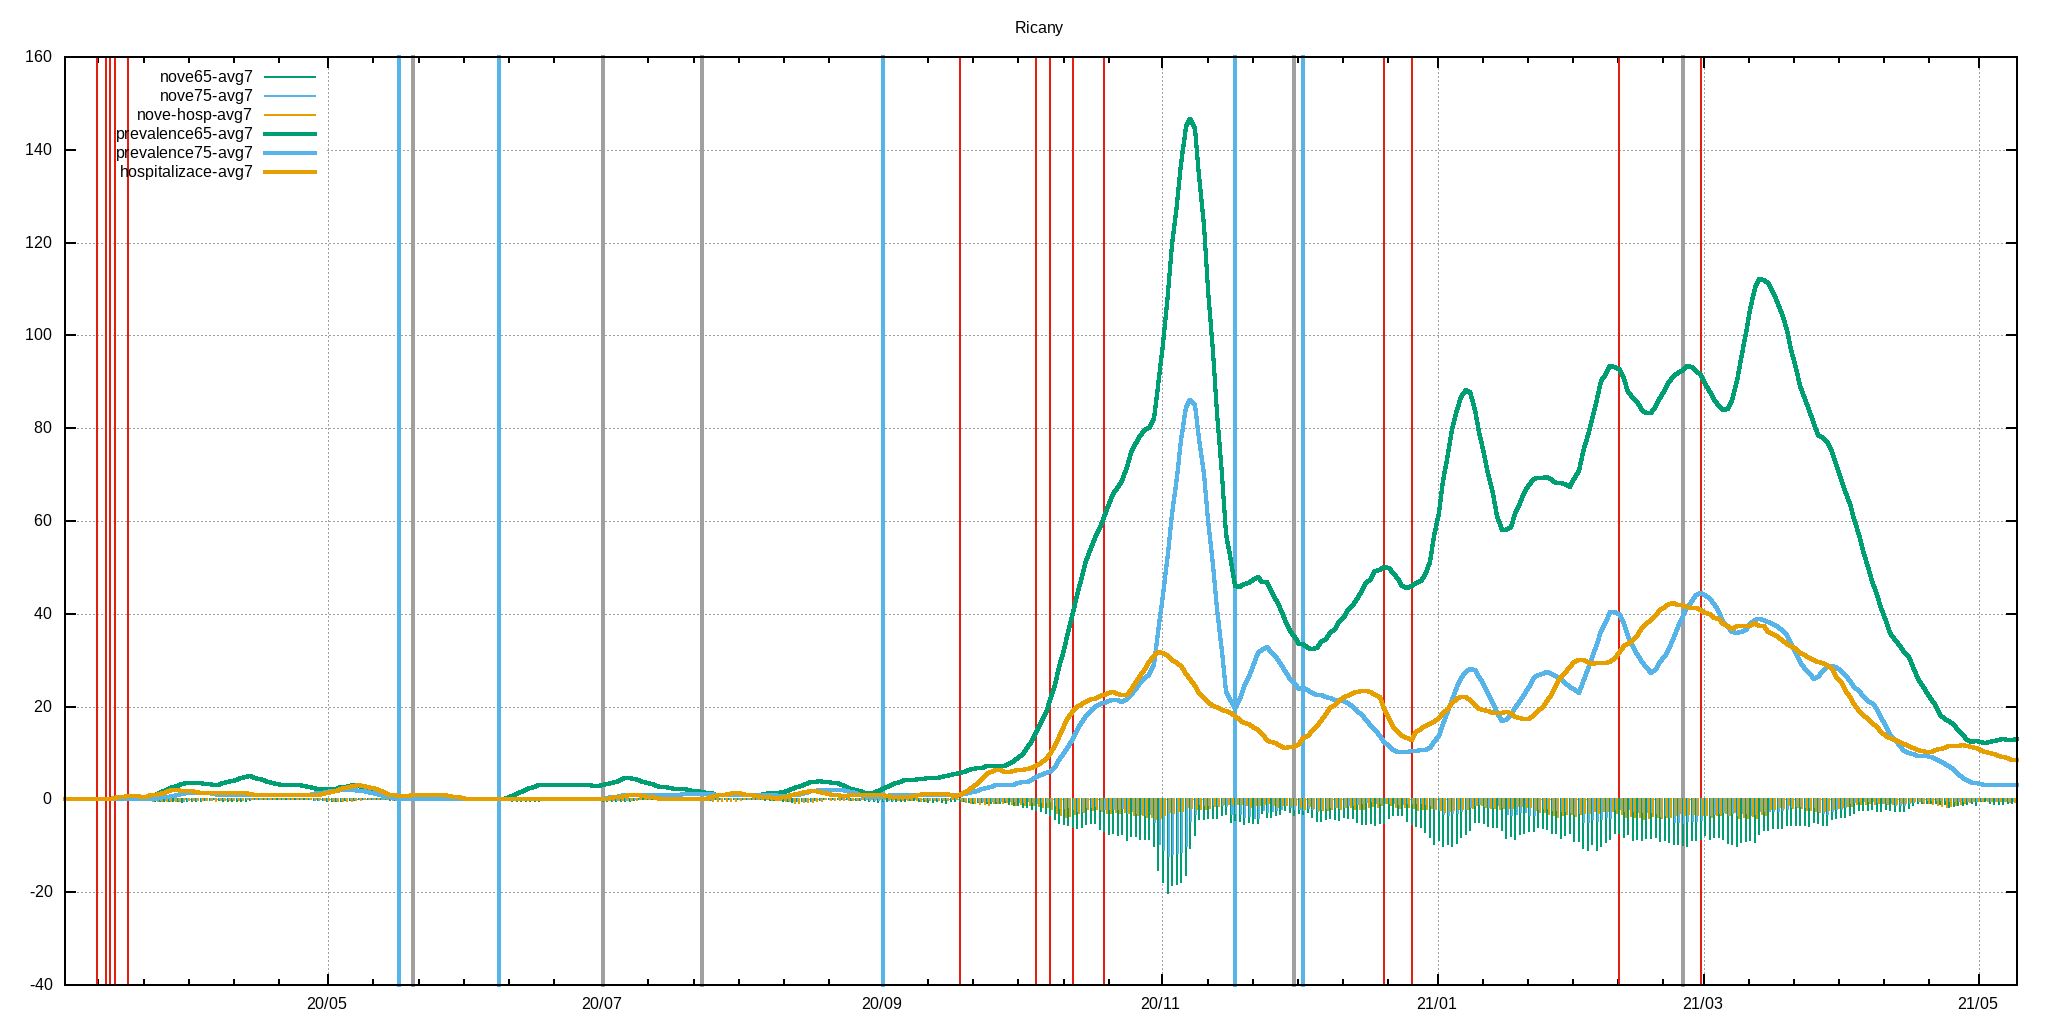 Ricany
160
nove65-avg7
nove75-avg7
nove-hosp-avg7
prevalence65-avg7
prevalence75-avg7
hospitalizace-avg7
140
120
100
80
60
40
20
0
-20
-40
20/05 20/07 20/09 20/11 21/01 21/03 21/05